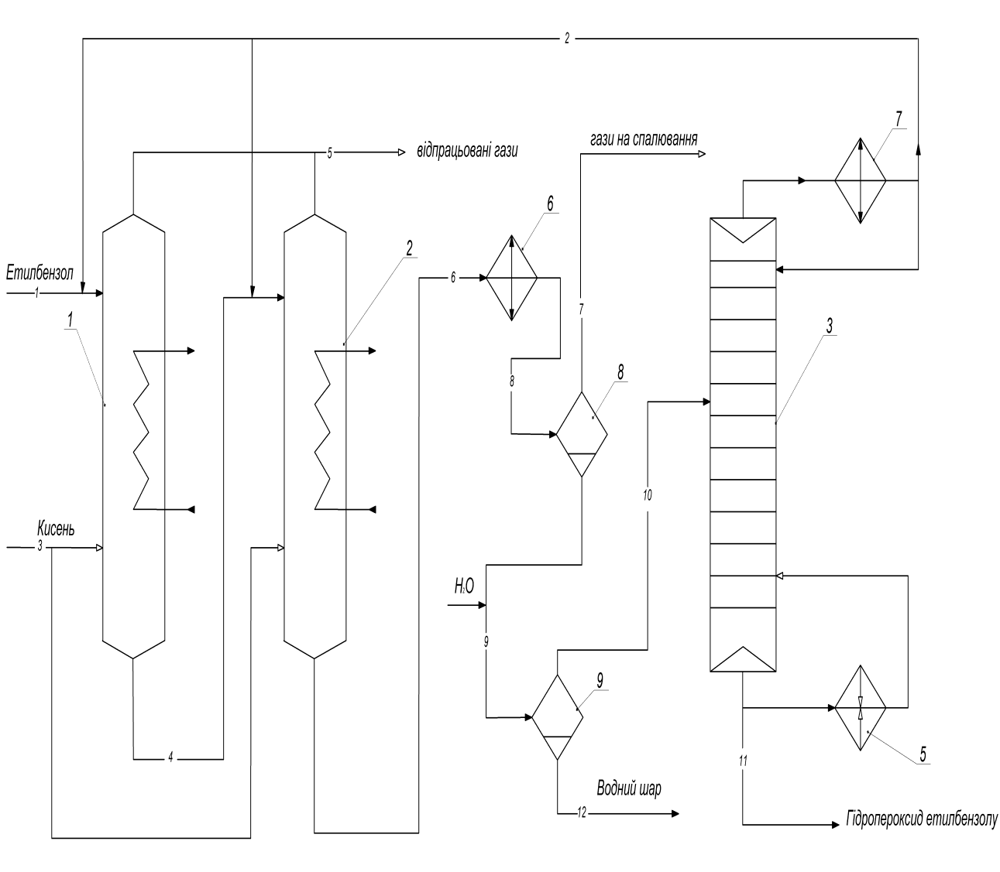 2
7
гази на спалювання
5
відпрацьовані гази
6
2
Етилбензол
1
6
7
1
3
8
8
10
Кисень
3
H₂O
9
9
4
11
5
Водний шар
12
Гідропероксид етилбензолу